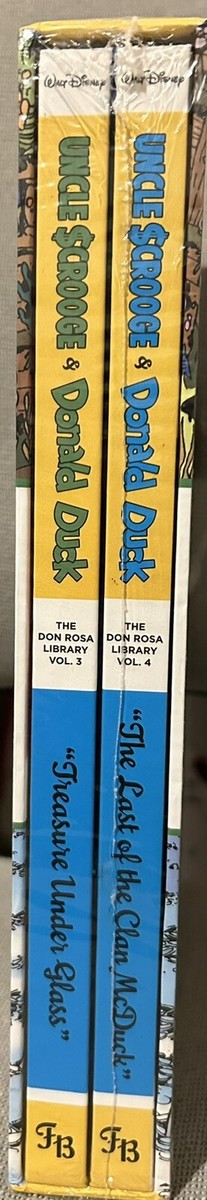 Walt Disney
UNCLE $CROOGE & Donald Duck
THE
DON ROSA
LIBRARY
VOL. 3
"Treasure Under Glass"
FB
Walt Disney
UNCLE $CROOGE & Donald Duck
THE
DON ROSA
LIBRARY
VOL. 4
"The Last of the Clan McDuck"
FB